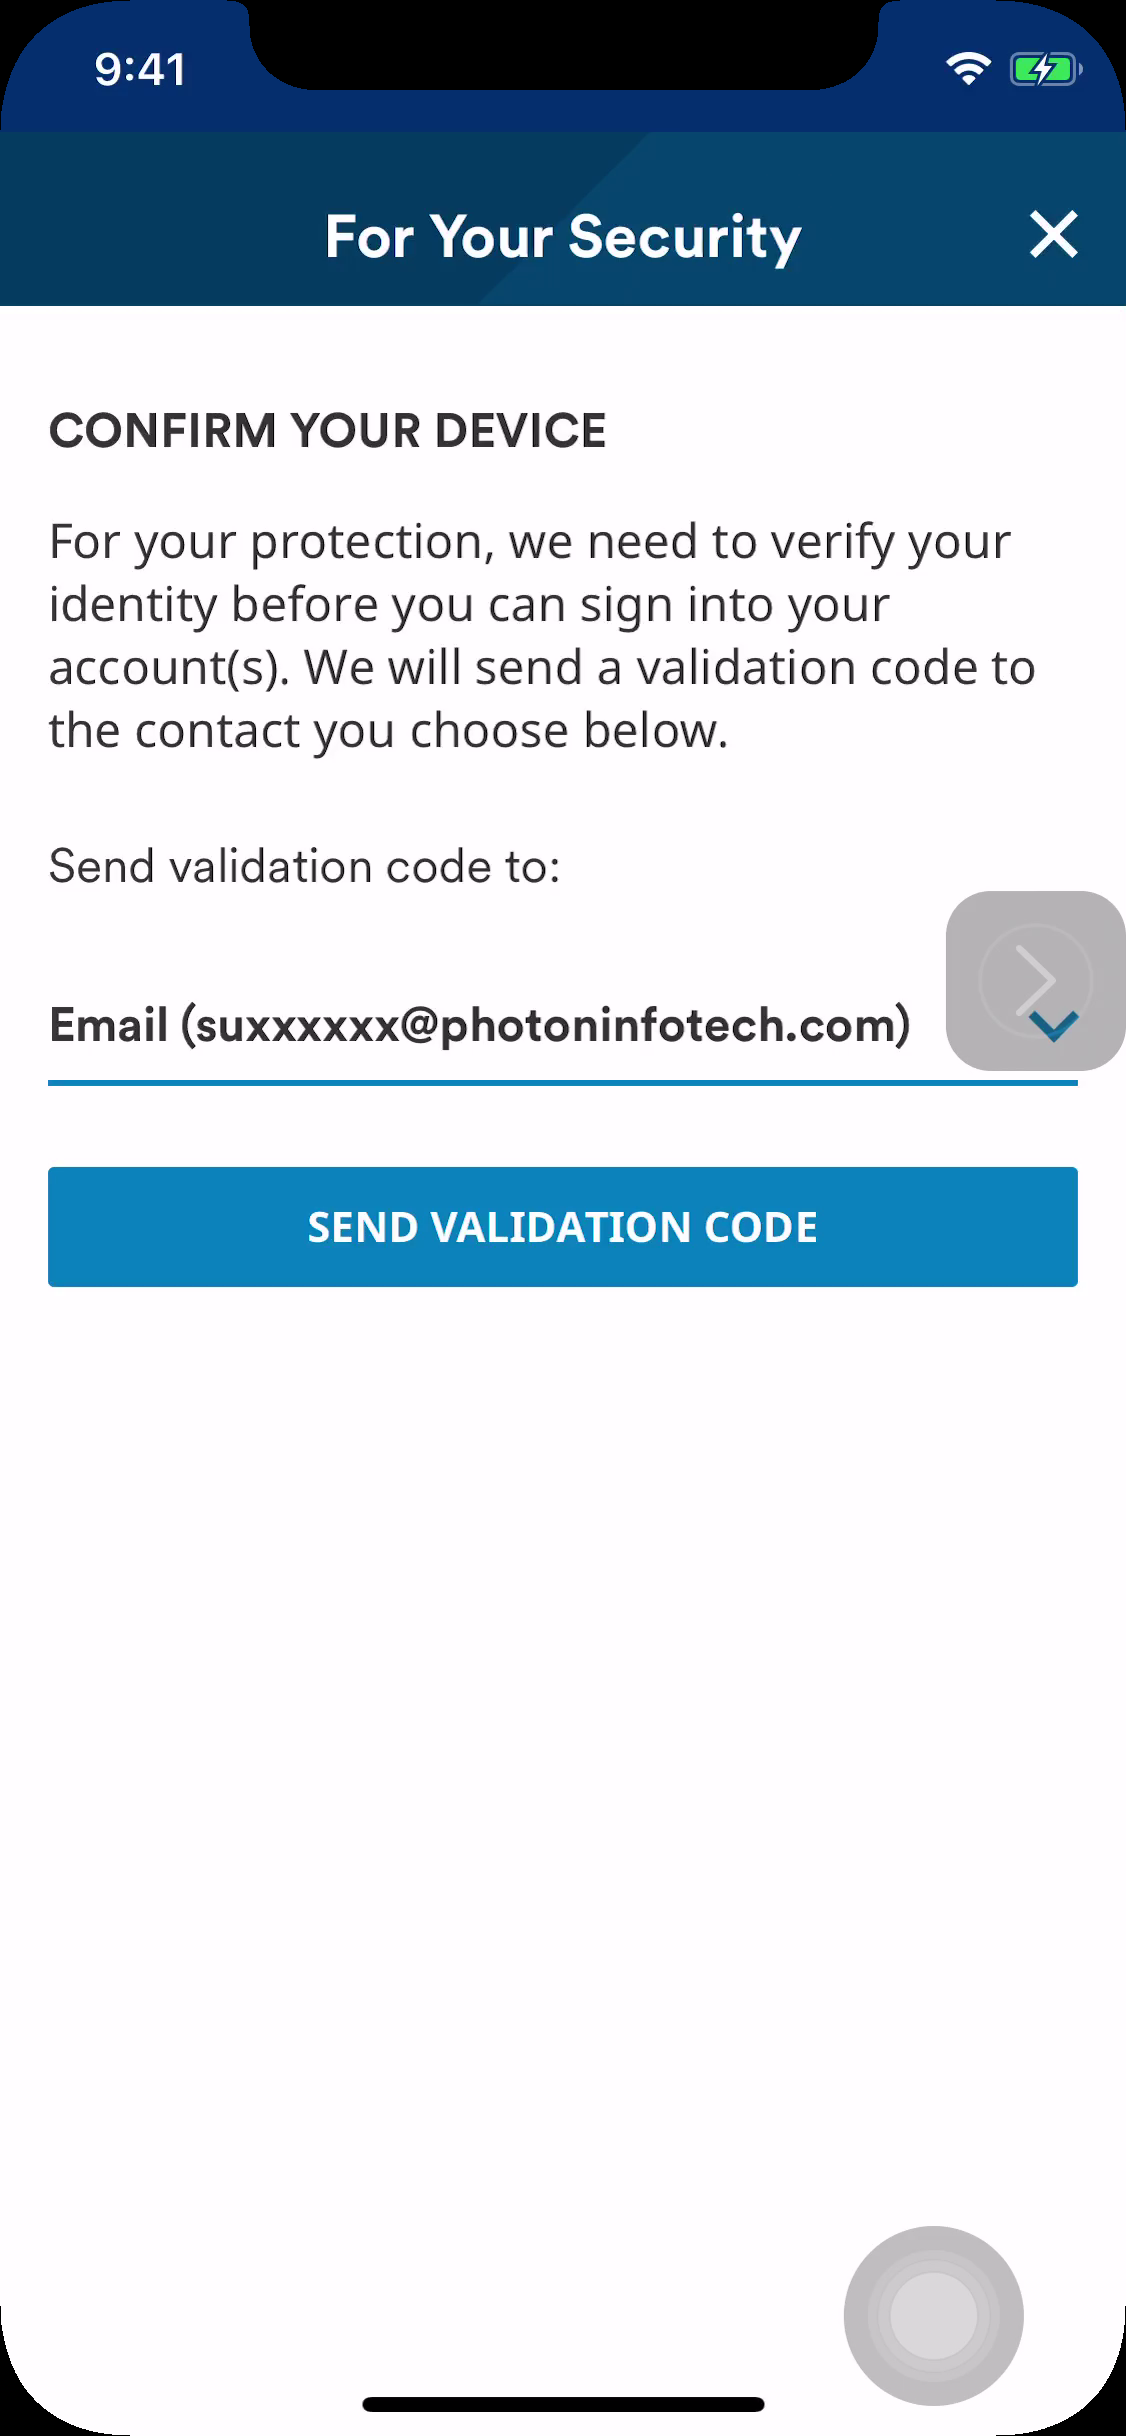 9:41
For Your Security
CONFIRM YOUR DEVICE
For your protection, we need to verify your
identity before you can sign into your
account(s). We will send a validation code to
the contact you choose below.
Send validation code to:
Email (suxxxxxx@photoninfotech.com)
SEND VALIDATION CODE